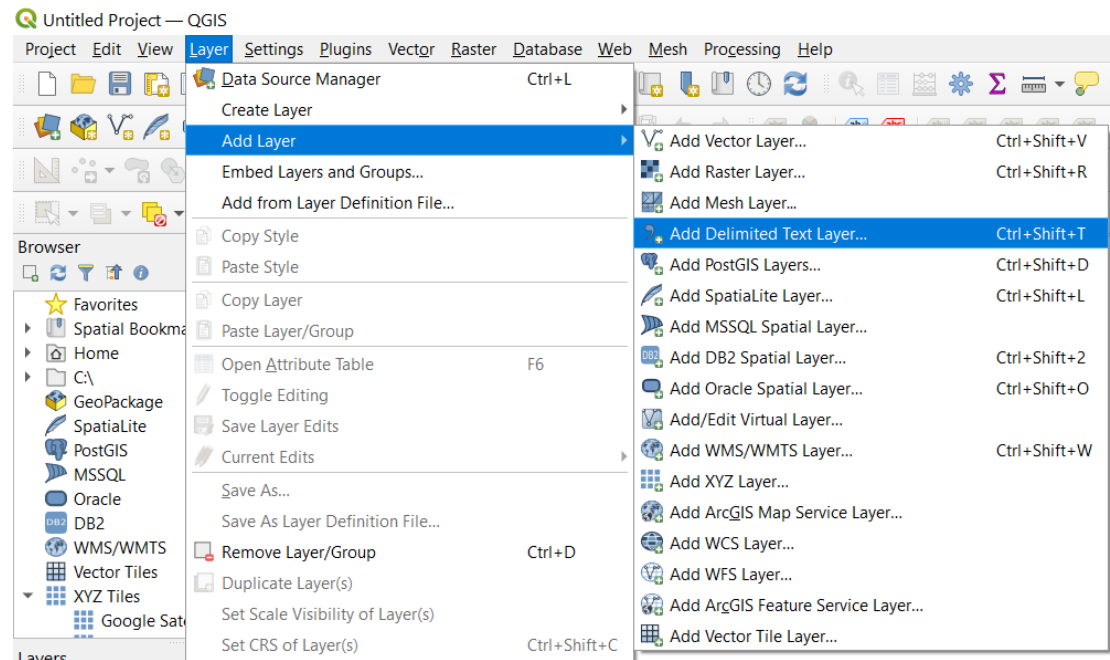 Untitled Project — QGIS
Project Edit View Layer Settings Plugins Vector Raster Database Web Mesh Processing Help
Data Source Manager Ctrl+L
Create Layer
Add Layer
Embed Layers and Groups...
Add from Layer Definition File...
Copy Style
Paste Style
Copy Layer
Paste Layer/Group
Open Attribute Table F6
Toggle Editing
Save Layer Edits
Current Edits
Save As...
Save As Layer Definition File...
Remove Layer/Group Ctrl+D
Duplicate Layer(s)
Set Scale Visibility of Layer(s)
Set CRS of Layer(s) Ctrl+Shift+C
Add Vector Layer... Ctrl+Shift+V
Add Raster Layer... Ctrl+Shift+R
Add Mesh Layer...
Add Delimited Text Layer... Ctrl+Shift+T
Add PostGIS Layers... Ctrl+Shift+D
Add SpatiaLite Layer... Ctrl+Shift+L
Add MSSQL Spatial Layer...
Add DB2 Spatial Layer... Ctrl+Shift+2
Add Oracle Spatial Layer... Ctrl+Shift+O
Add/Edit Virtual Layer...
Add WMS/WMTS Layer... Ctrl+Shift+W
Add XYZ Layer...
Add ArcGIS Map Service Layer...
Add WCS Layer...
Add WFS Layer...
Add ArcGIS Feature Service Layer...
Add Vector Tile Layer...
Browser
Favorites
Spatial Bookma
Home
C:\
GeoPackage
SpatiaLite
PostGIS
MSSQL
Oracle
DB2
WMS/WMTS
Vector Tiles
XYZ Tiles
Google Sat
Layers